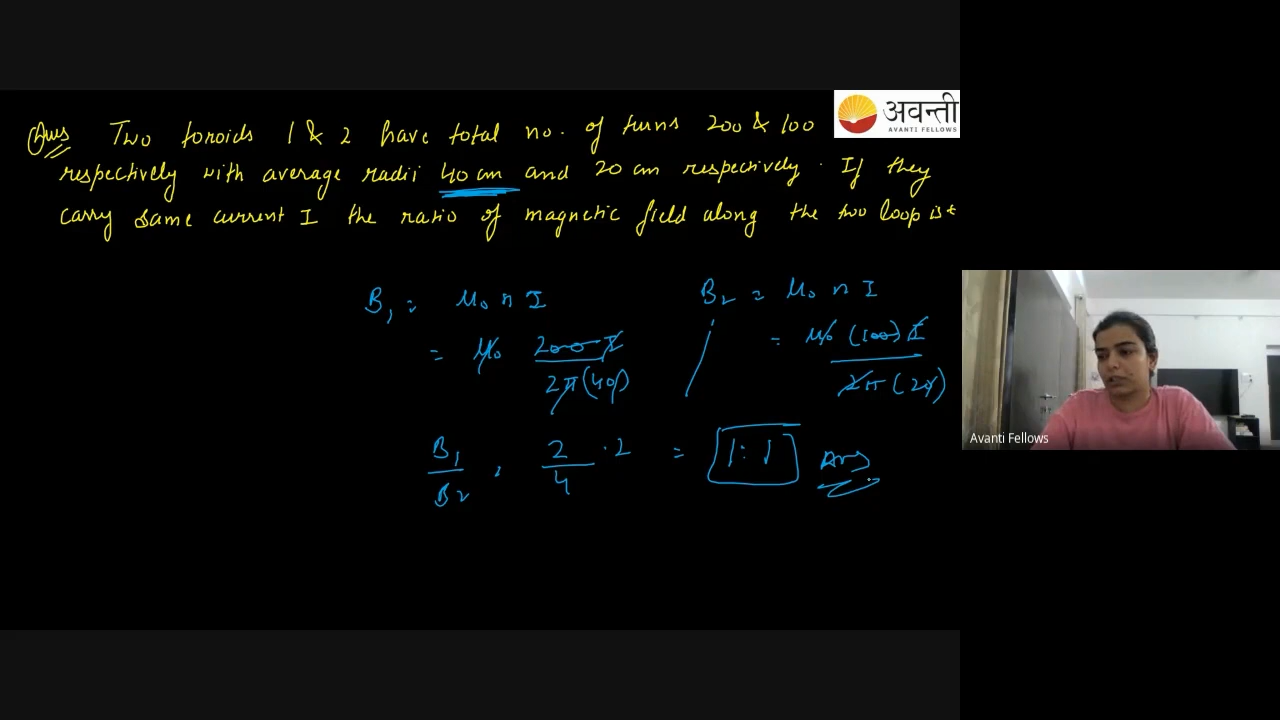 Ques Two toroids 1 & 2 have total no. of turns 200 & 100
respectively with average radii 40 cm and 20 cm respectively. If they
carry same current I the ratio of magnetic field along the two loop is
अवन्ती
AVANTI FELLOWS
B₁ = μ₀ n I
= μ₀ 200 I / 2π(40)
B₂ = μ₀ n I
= μ₀ (100) I / 2π (20)
B₁/B₂ = 2/4 · 2 = 1:1 Ans
Avanti Fellows